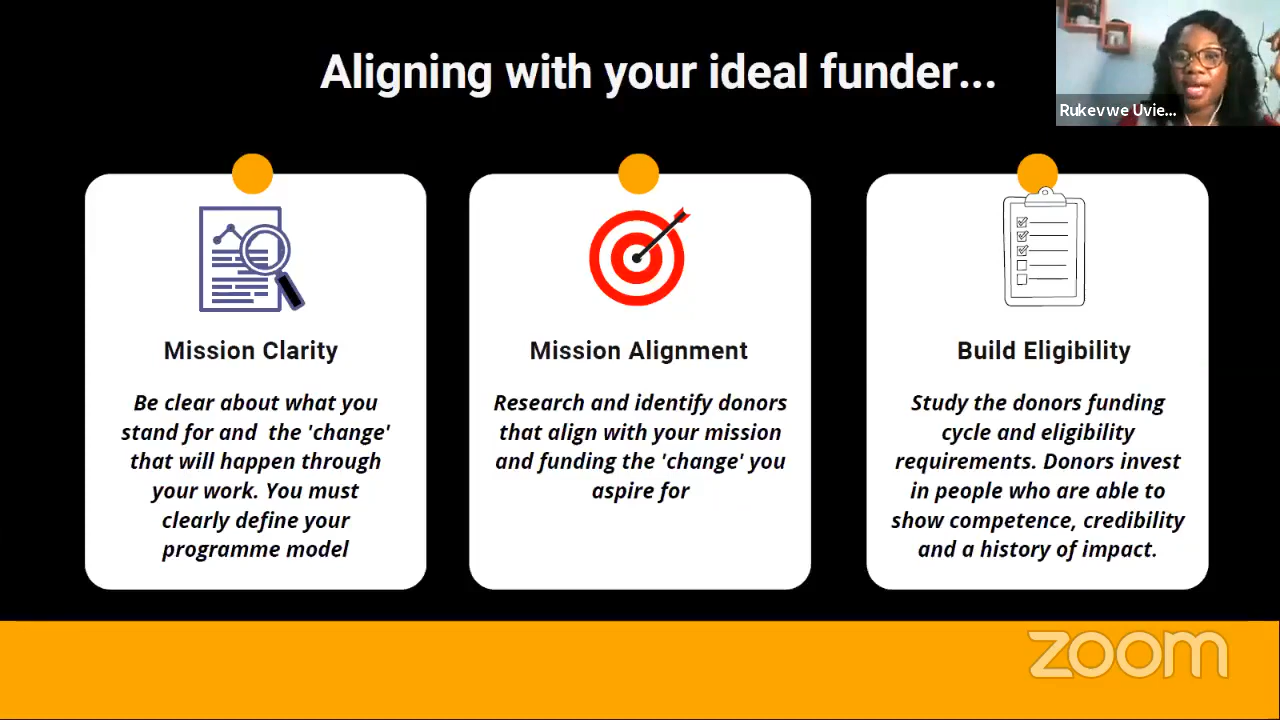 Aligning with your ideal funder...
Rukevwe Uvie...
Mission Clarity
Be clear about what you
stand for and the 'change'
that will happen through
your work. You must
clearly define your
programme model
Mission Alignment
Research and identify donors
that align with your mission
and funding the 'change' you
aspire for
Build Eligibility
Study the donors funding
cycle and eligibility
requirements. Donors invest
in people who are able to
show competence, credibility
and a history of impact.
zoom